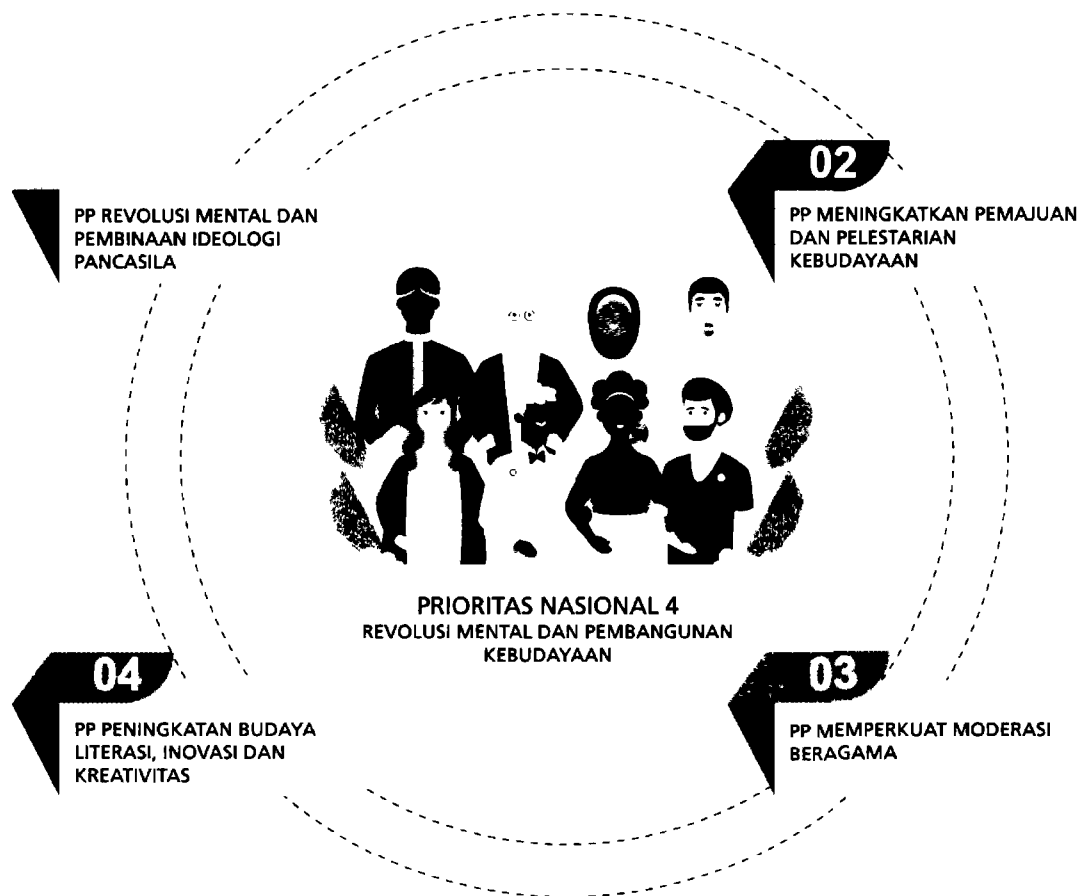 PP REVOLUSI MENTAL DAN
PEMBINAAN IDEOLOGI
PANCASILA
02
PP MENINGKATKAN PEMAJUAN
DAN PELESTARIAN
KEBUDAYAAN
PRIORITAS NASIONAL 4
REVOLUSI MENTAL DAN PEMBANGUNAN
KEBUDAYAAN
04
PP PENINGKATAN BUDAYA
LITERASI, INOVASI DAN
KREATIVITAS
03
PP MEMPERKUAT MODERASI
BERAGAMA